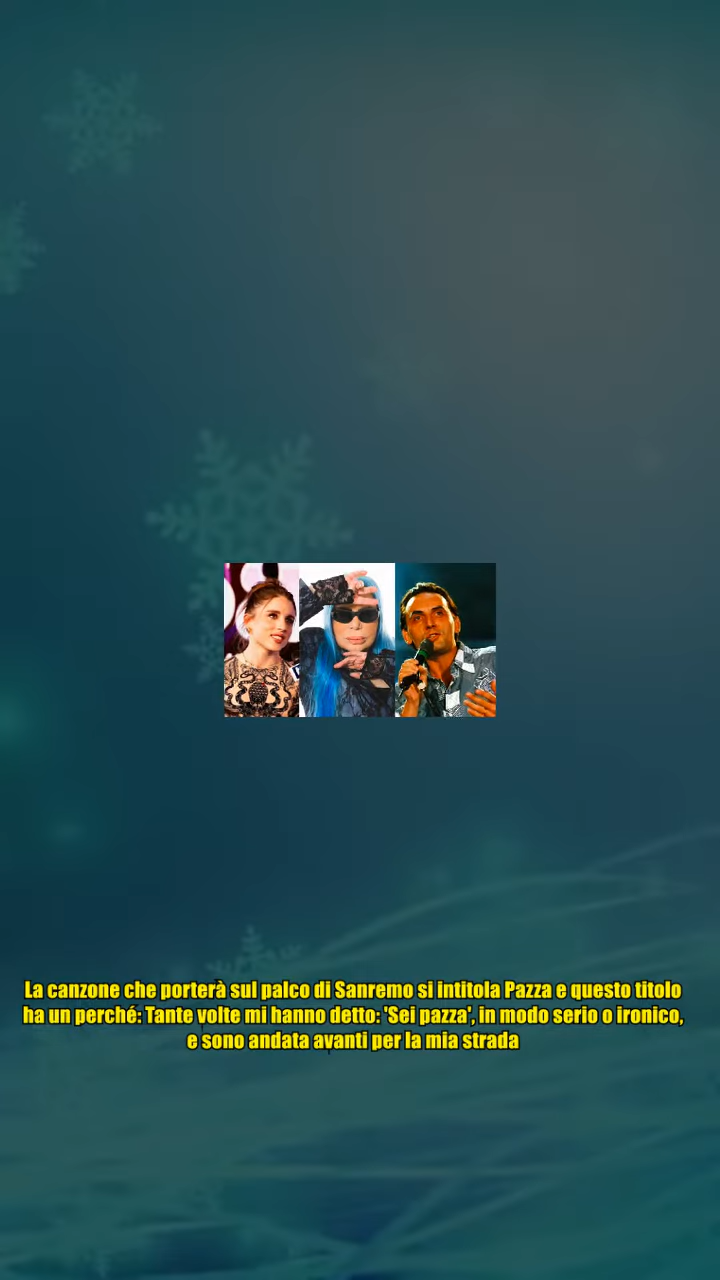 La canzone che porterà sul palco di Sanremo si intitola Pazza e questo titolo
ha un perché: Tante volte mi hanno detto: 'Sei pazza', in modo serio o ironico,
e sono andata avanti per la mia strada